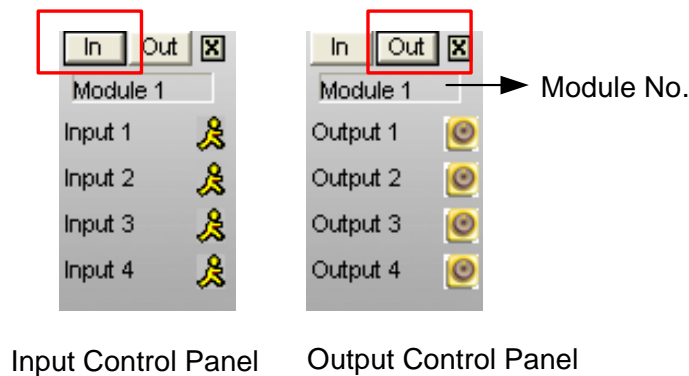 In Out X
Module 1
Input 1
Input 2
Input 3
Input 4
Input Control Panel
In Out X
Module 1
Module No.
Output 1
Output 2
Output 3
Output 4
Output Control Panel